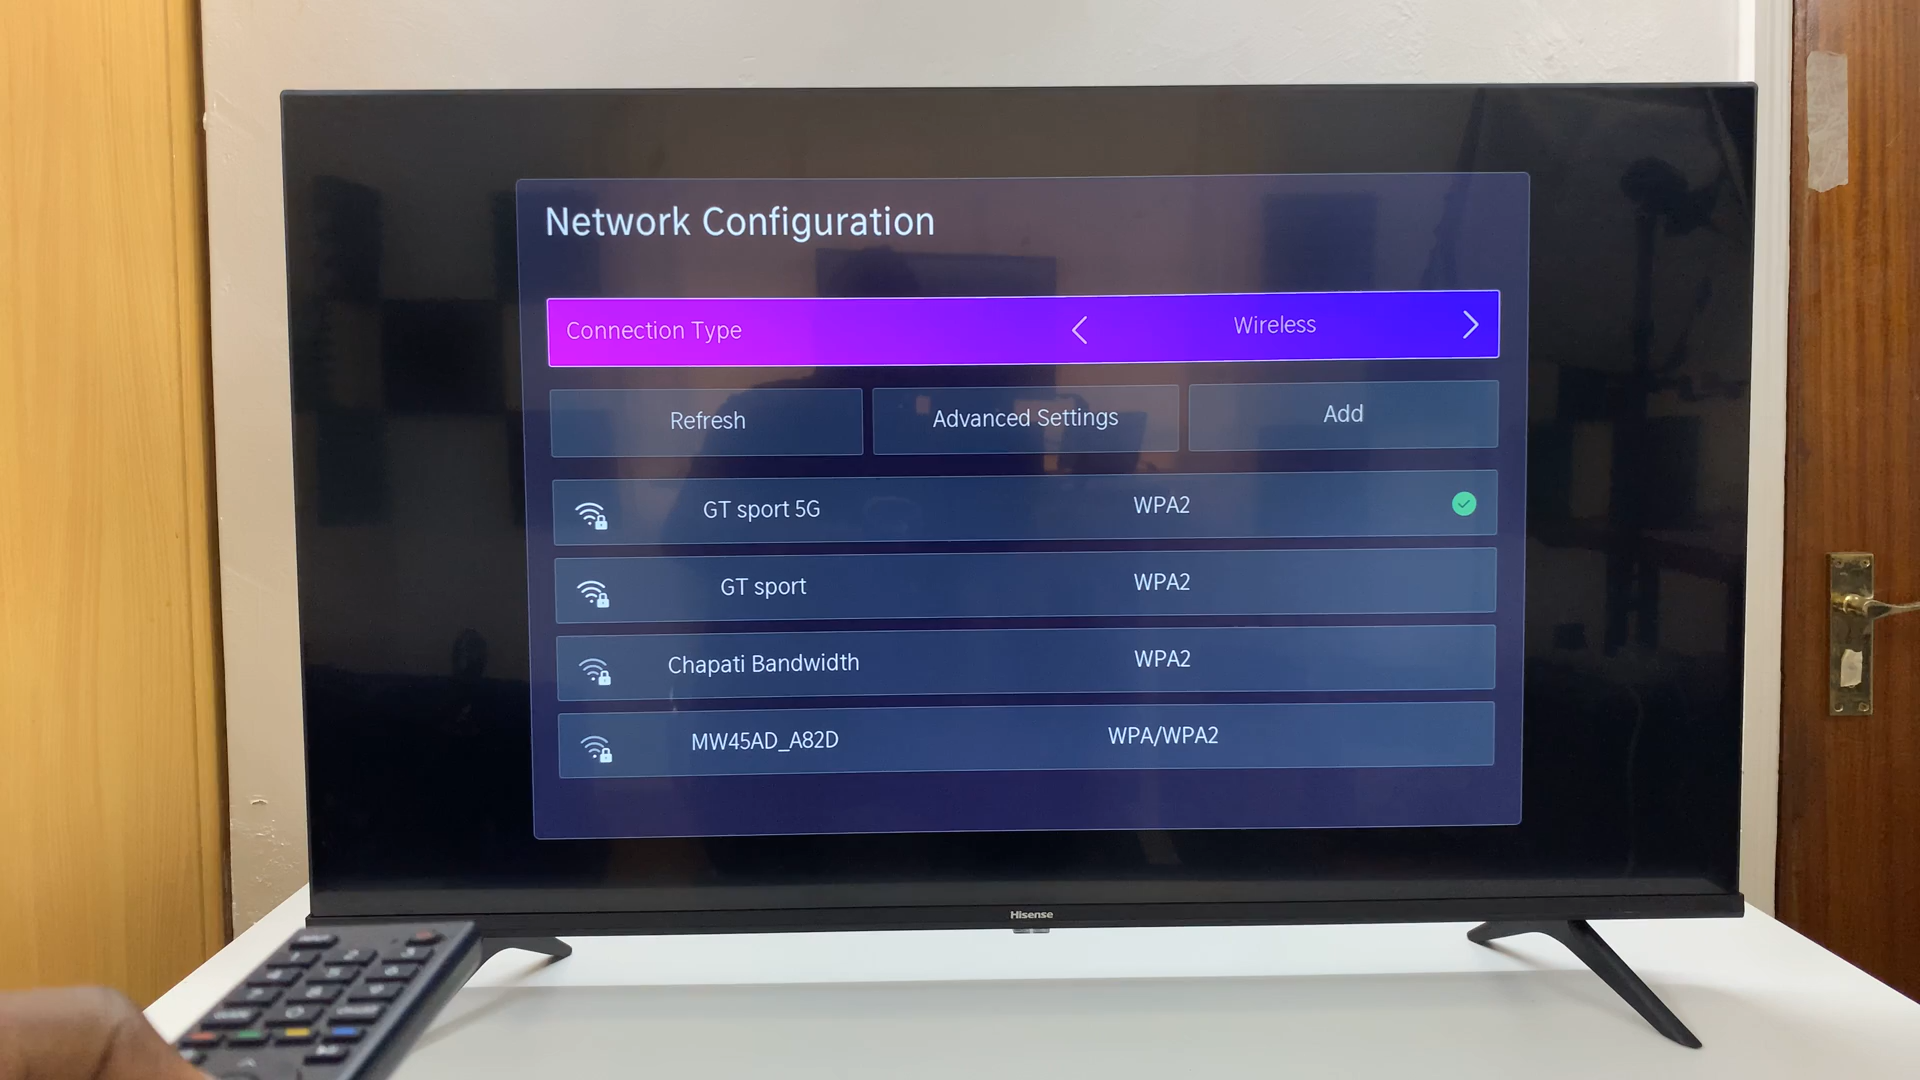 Network Configuration
Connection Type < Wireless >
Refresh Advanced Settings Add
GT sport 5G WPA2
GT sport WPA2
Chapati Bandwidth WPA2
MW45AD_A82D WPA/WPA2
Hisense